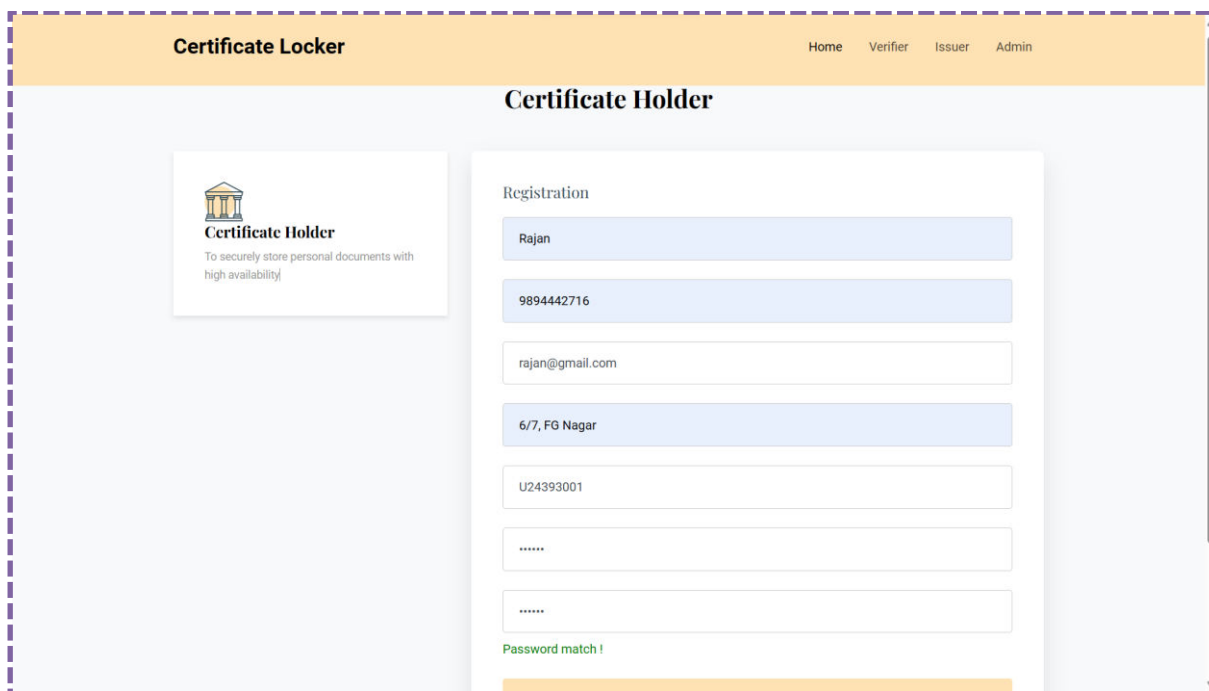 Certificate Locker
Home Verifier Issuer Admin
Certificate Holder
Certificate Holder
To securely store personal documents with
high availability
Registration
Rajan
9894442716
rajan@gmail.com
6/7, FG Nagar
U24393001
••••••
••••••
Password match !